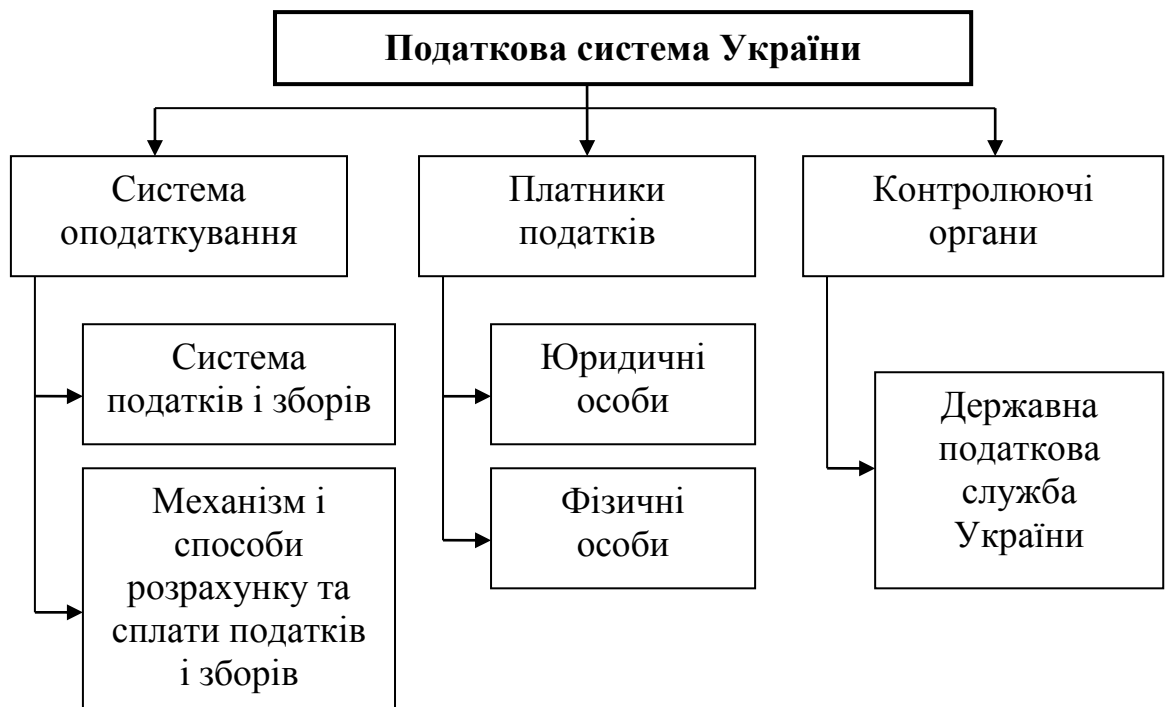 Податкова система України
Система
оподаткування
Платники
податків
Контролюючі
органи
Система
податків і зборів
Механізм і
способи
розрахунку та
сплати податків
і зборів
Юридичні
особи
Фізичні
особи
Державна
податкова
служба
України